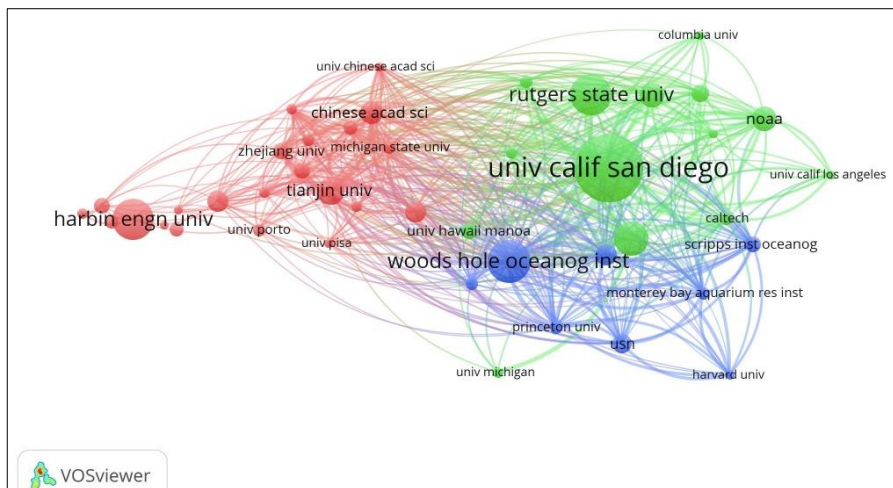 columbia univ
univ chinese acad sci
rutgers state univ
chinese acad sci
noaa
zhejiang univ
michigan state univ
univ calif san diego
univ calif los angeles
tianjin univ
harbin engn univ
caltech
univ porto
univ hawaii manoa
univ pisa
scripps inst oceanog
woods hole oceanog inst
monterey bay aquarium res inst
princeton univ
usn
univ michigan
harvard univ
VOSviewer